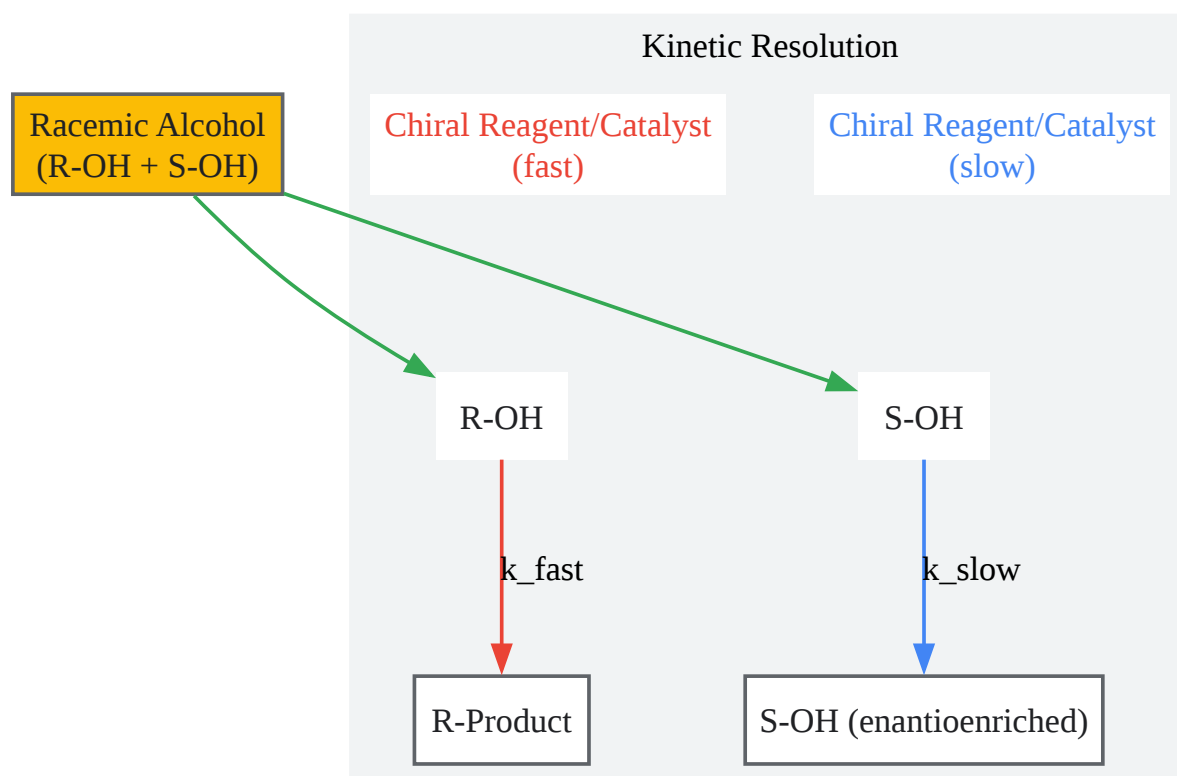 Kinetic Resolution
Racemic Alcohol
(R-OH + S-OH)
Chiral Reagent/Catalyst
(fast)
Chiral Reagent/Catalyst
(slow)
R-OH
S-OH
k_fast
k_slow
R-Product
S-OH (enantioenriched)